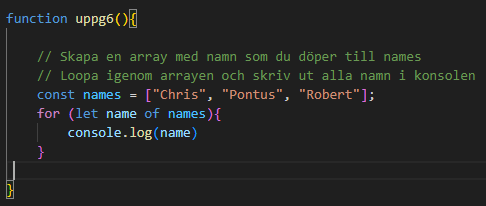 function uppg6(){
// Skapa en array med namn som du döper till names
// Loopa igenom arrayen och skriv ut alla namn i konsolen
const names = ["Chris", "Pontus", "Robert"];
for (let name of names){
console.log(name)
}
}